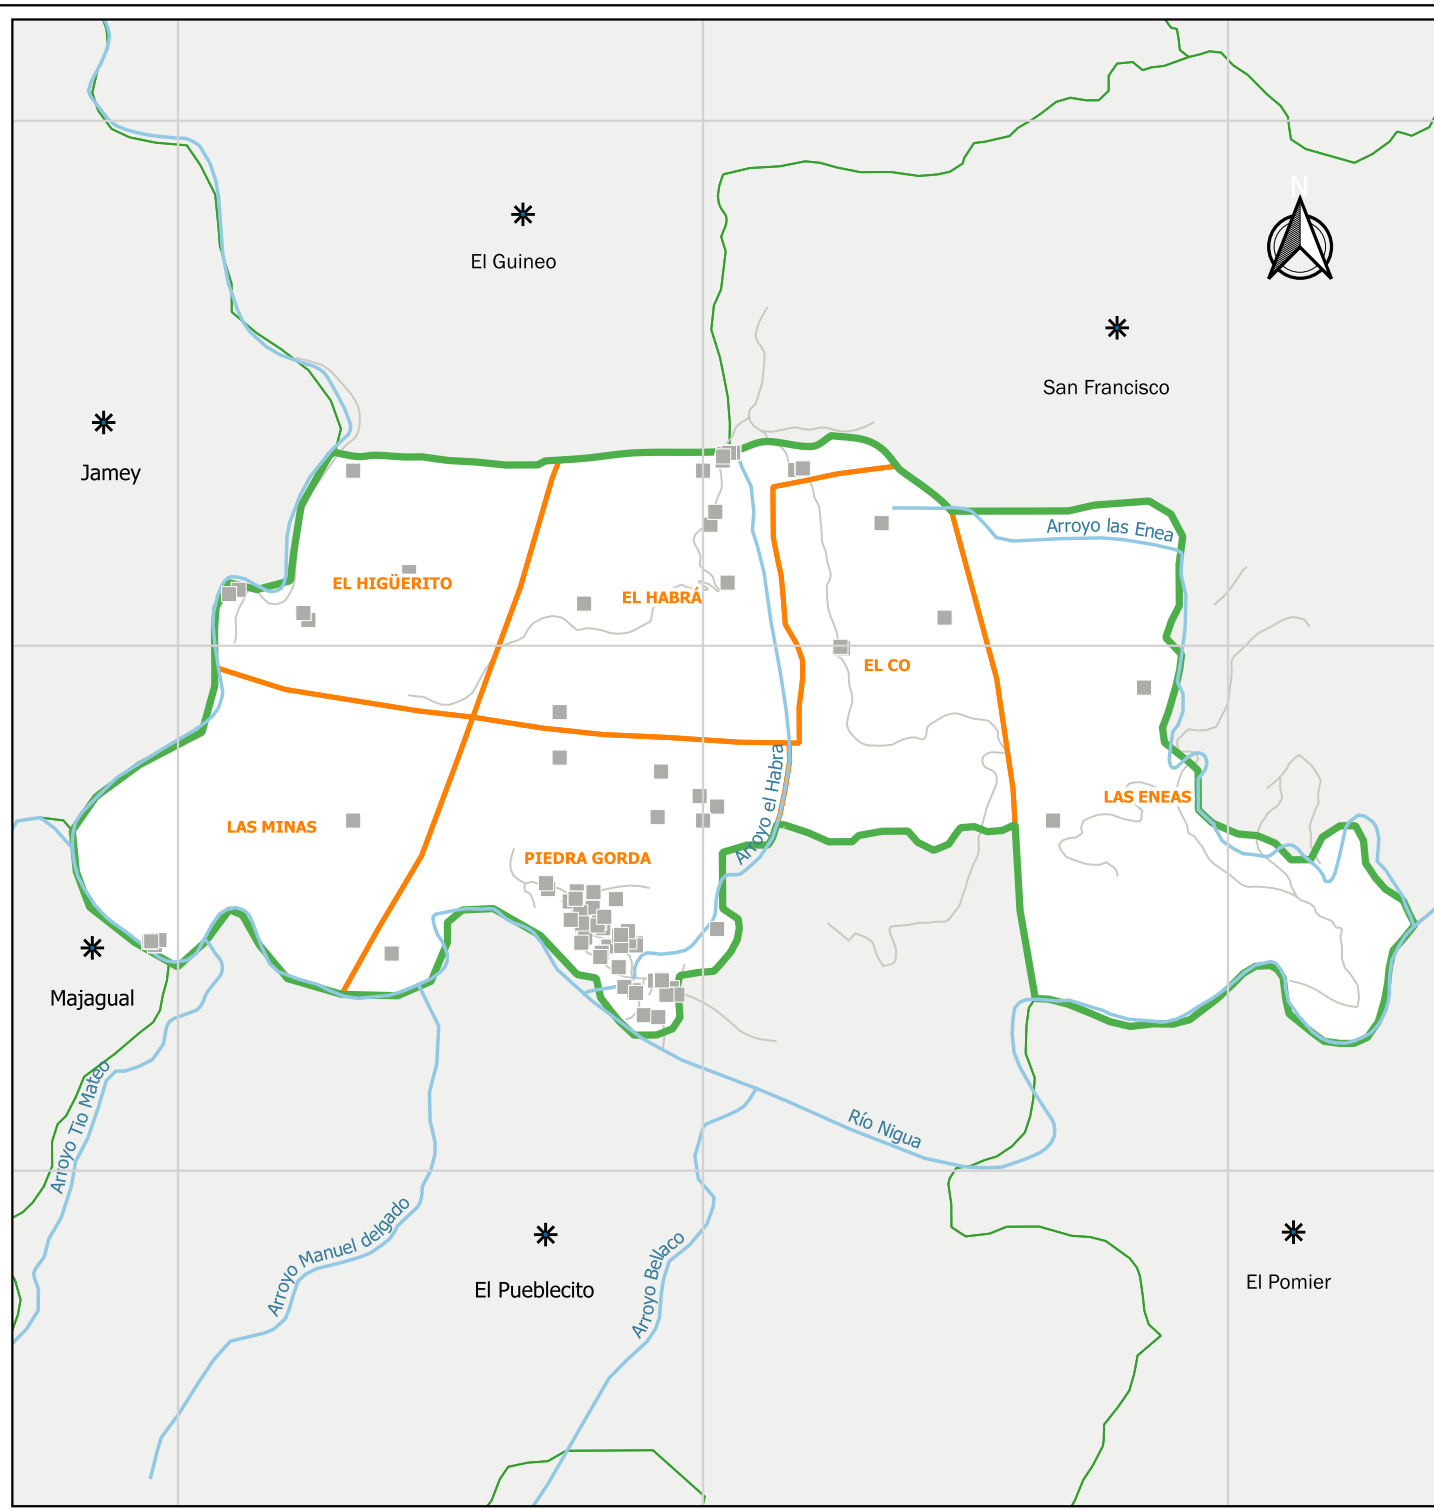 N
El Guineo
San Francisco
Jamey
Arroyo las Enea
EL HIGÜERITO
EL HABRÁ
EL CO
LAS ENEAS
LAS MINAS
Arroyo el Habra
PIEDRA GORDA
Majagual
Arroyo Tio Mateo
Río Nigua
Arroyo Manuel delgado
Arroyo Bellaco
El Pueblecito
El Pomier